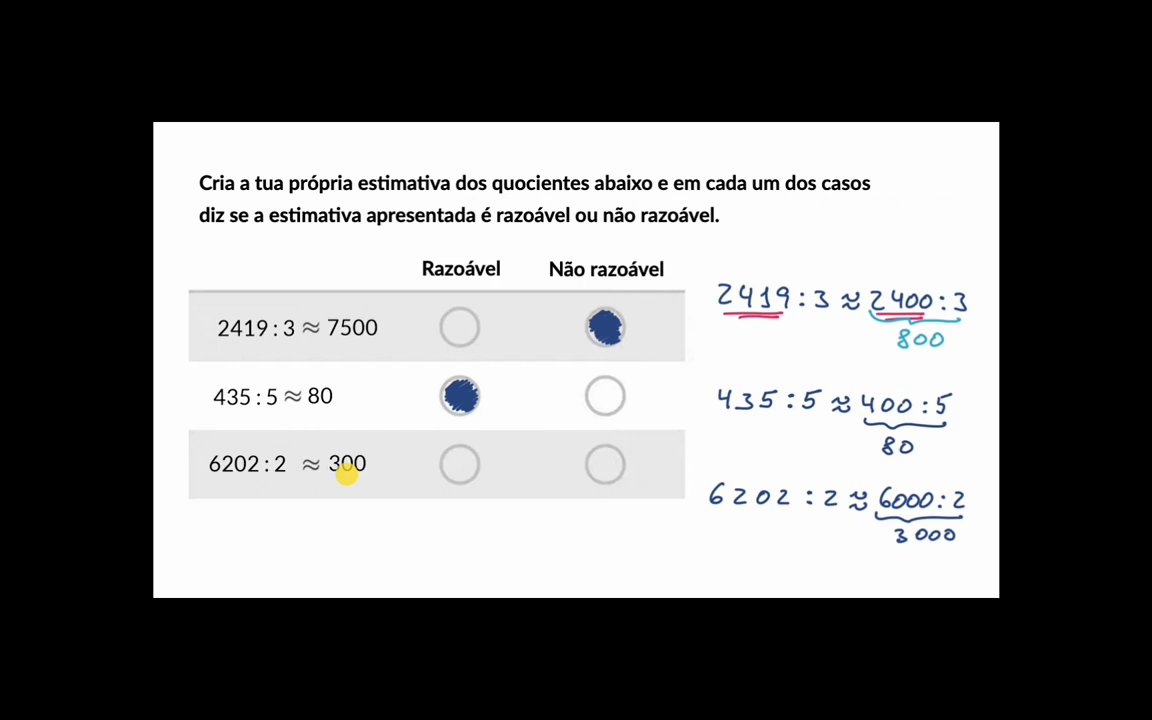 Cria a tua própria estimativa dos quocientes abaixo e em cada um dos casos
diz se a estimativa apresentada é razoável ou não razoável.
Razoável Não razoável
2419 : 3 ≈ 7500
435 : 5 ≈ 80
6202 : 2 ≈ 300
2419 : 3 ≈ 2400 : 3
800
435 : 5 ≈ 400 : 5
80
6202 : 2 ≈ 6000 : 2
3000